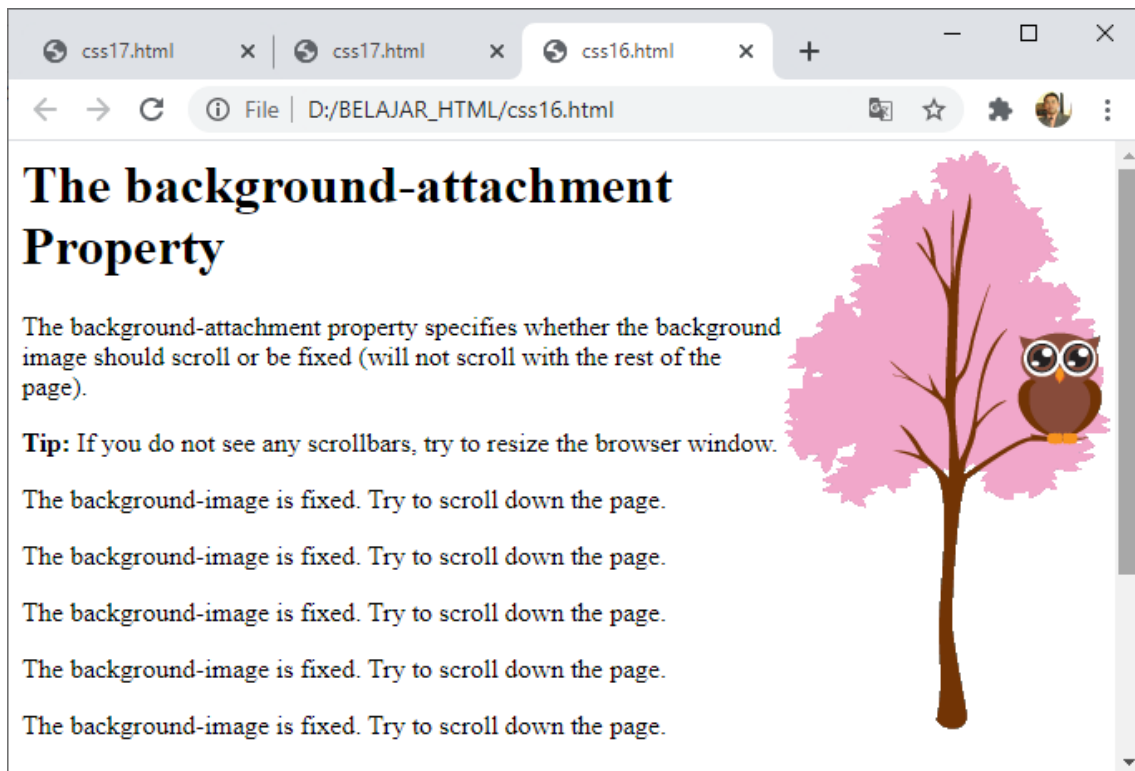 css17.html
css17.html
css16.html
File
D:/BELAJAR_HTML/css16.html
The background-attachment
Property
The background-attachment property specifies whether the background
image should scroll or be fixed (will not scroll with the rest of the
page).
Tip: If you do not see any scrollbars, try to resize the browser window.
The background-image is fixed. Try to scroll down the page.
The background-image is fixed. Try to scroll down the page.
The background-image is fixed. Try to scroll down the page.
The background-image is fixed. Try to scroll down the page.
The background-image is fixed. Try to scroll down the page.